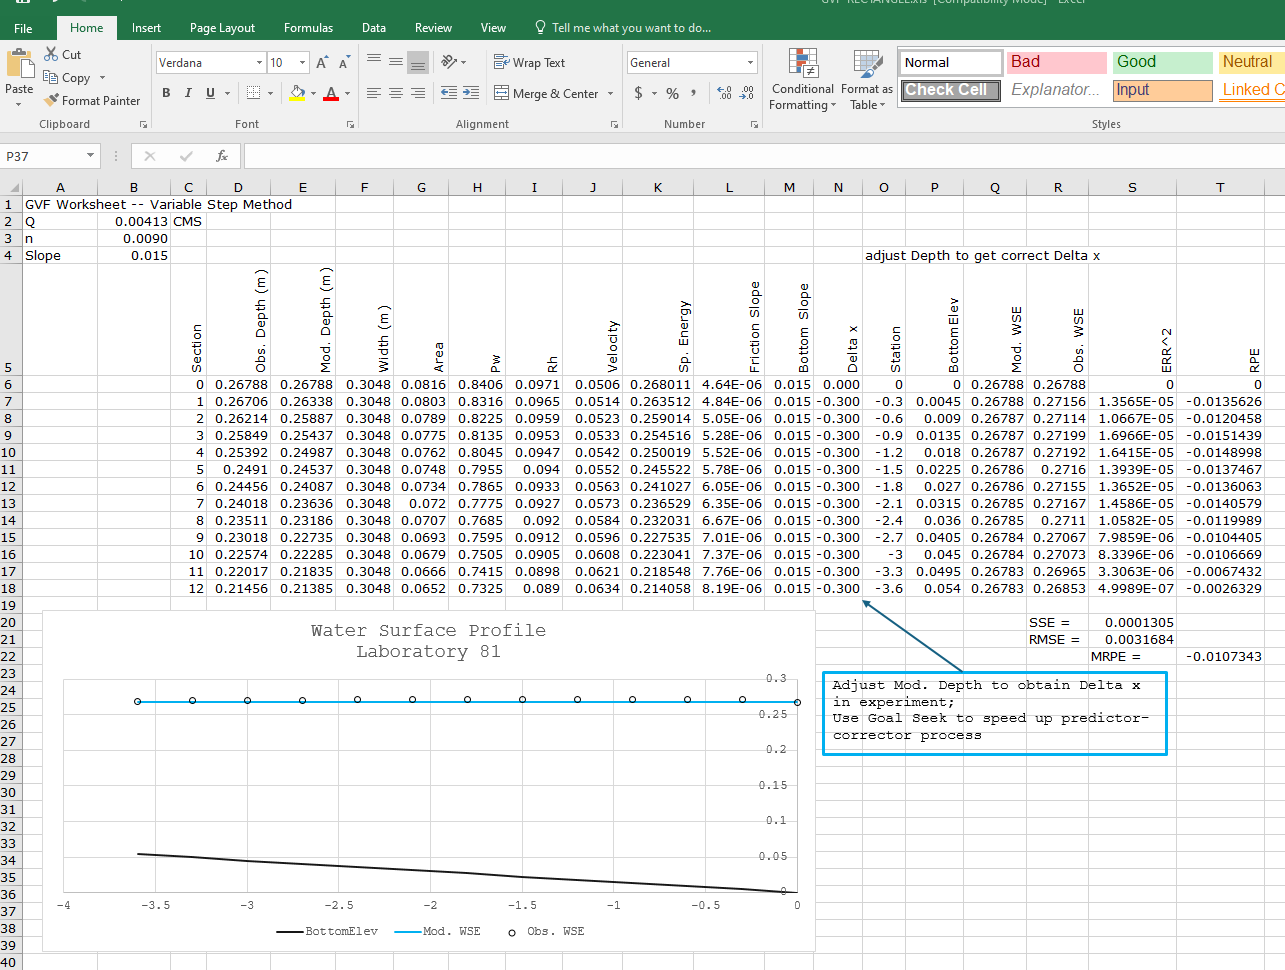 File Home Insert Page Layout Formulas Data Review View Tell me what you want to do...
Cut
Copy
Format Painter
Paste
Clipboard
Verdana 10
B I U
Font
Wrap Text
Merge & Center
Alignment
General
$ % ,
Number
Conditional Formatting
Format as Table
Normal Bad Good Neutral
Check Cell Explanator... Input Linked C
Styles
P37 fx
A B C D E F G H I J K L M N O P Q R S T
1 GVF Worksheet -- Variable Step Method
2 Q 0.00413 CMS
3 n 0.0090
4 Slope 0.015 adjust Depth to get correct Delta x
5 Section Obs. Depth (m) Mod. Depth (m) Width (m) Area Pw Rh Velocity Sp. Energy Friction Slope Bottom Slope Delta x Station BottomElev Mod. WSE Obs. WSE ERR^2 RPE
6 0 0.26788 0.26788 0.3048 0.0816 0.8406 0.0971 0.0506 0.268011 4.64E-06 0.015 0.000 0 0 0.26788 0.26788 0 0
7 1 0.26706 0.26338 0.3048 0.0803 0.8316 0.0965 0.0514 0.263512 4.84E-06 0.015 -0.300 -0.3 0.0045 0.26788 0.27156 1.3565E-05 -0.0135626
8 2 0.26214 0.25887 0.3048 0.0789 0.8225 0.0959 0.0523 0.259014 5.05E-06 0.015 -0.300 -0.6 0.009 0.26787 0.27114 1.0667E-05 -0.0120458
9 3 0.25849 0.25437 0.3048 0.0775 0.8135 0.0953 0.0533 0.254516 5.28E-06 0.015 -0.300 -0.9 0.0135 0.26787 0.27199 1.6966E-05 -0.0151439
10 4 0.25392 0.24987 0.3048 0.0762 0.8045 0.0947 0.0542 0.250019 5.52E-06 0.015 -0.300 -1.2 0.018 0.26787 0.27192 1.6415E-05 -0.0148998
11 5 0.2491 0.24537 0.3048 0.0748 0.7955 0.094 0.0552 0.245522 5.78E-06 0.015 -0.300 -1.5 0.0225 0.26786 0.2716 1.3939E-05 -0.0137467
12 6 0.24456 0.24087 0.3048 0.0734 0.7865 0.0933 0.0563 0.241027 6.05E-06 0.015 -0.300 -1.8 0.027 0.26786 0.27155 1.3652E-05 -0.0136063
13 7 0.24018 0.23636 0.3048 0.072 0.7775 0.0927 0.0573 0.236529 6.35E-06 0.015 -0.300 -2.1 0.0315 0.26785 0.27167 1.4586E-05 -0.0140579
14 8 0.23511 0.23186 0.3048 0.0707 0.7685 0.092 0.0584 0.232031 6.67E-06 0.015 -0.300 -2.4 0.036 0.26785 0.2711 1.0582E-05 -0.0119989
15 9 0.23018 0.22735 0.3048 0.0693 0.7595 0.0912 0.0596 0.227535 7.01E-06 0.015 -0.300 -2.7 0.0405 0.26784 0.27067 7.9859E-06 -0.0104405
16 10 0.22574 0.22285 0.3048 0.0679 0.7505 0.0905 0.0608 0.223041 7.37E-06 0.015 -0.300 -3 0.045 0.26784 0.27073 8.3396E-06 -0.0106669
17 11 0.22017 0.21835 0.3048 0.0666 0.7415 0.0898 0.0621 0.218548 7.76E-06 0.015 -0.300 -3.3 0.0495 0.26783 0.26965 3.3063E-06 -0.0067432
18 12 0.21456 0.21385 0.3048 0.0652 0.7325 0.089 0.0634 0.214058 8.19E-06 0.015 -0.300 -3.6 0.054 0.26783 0.26853 4.9989E-07 -0.0026329
19
20 SSE = 0.0001305
21 RMSE = 0.0031684
22 MRPE = -0.0107343
23
24
25
26
27
28
29
30
31
32
33
34
35
36
37
38
39
40
Water Surface Profile
Laboratory 81
0.3
0.25
0.2
0.15
0.1
0.05
0
-4 -3.5 -3 -2.5 -2 -1.5 -1 -0.5 0
BottomElev Mod. WSE Obs. WSE
Adjust Mod. Depth to obtain Delta x
in experiment;
Use Goal Seek to speed up predictor-
corrector process